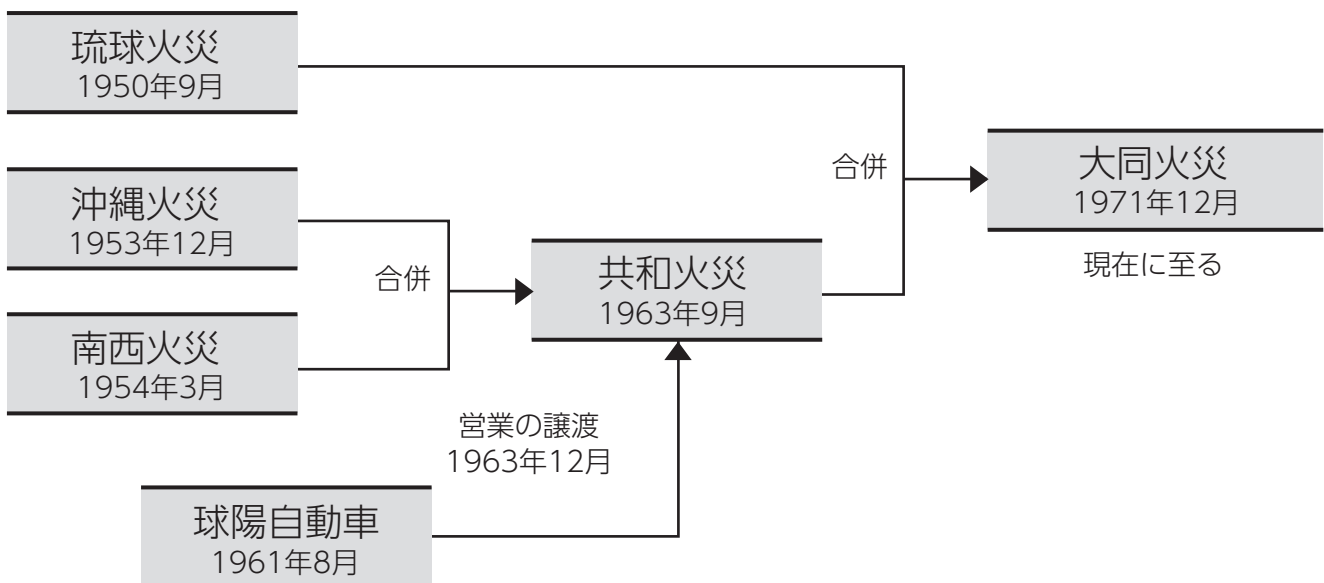 琉球火災
1950年9月
沖縄火災
1953年12月
南西火災
1954年3月
合併
共和火災
1963年9月
合併
大同火災
1971年12月
現在に至る
営業の譲渡
1963年12月
球陽自動車
1961年8月